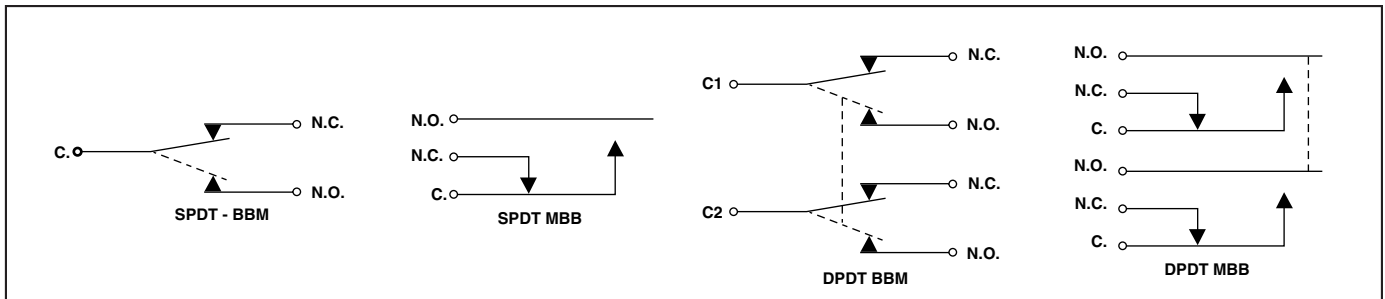 C.
N.C.
N.O.
SPDT - BBM
N.O.
N.C.
C.
SPDT MBB
C1
N.C.
N.O.
C2
N.C.
N.O.
DPDT BBM
N.O.
N.C.
C.
N.O.
N.C.
C.
DPDT MBB